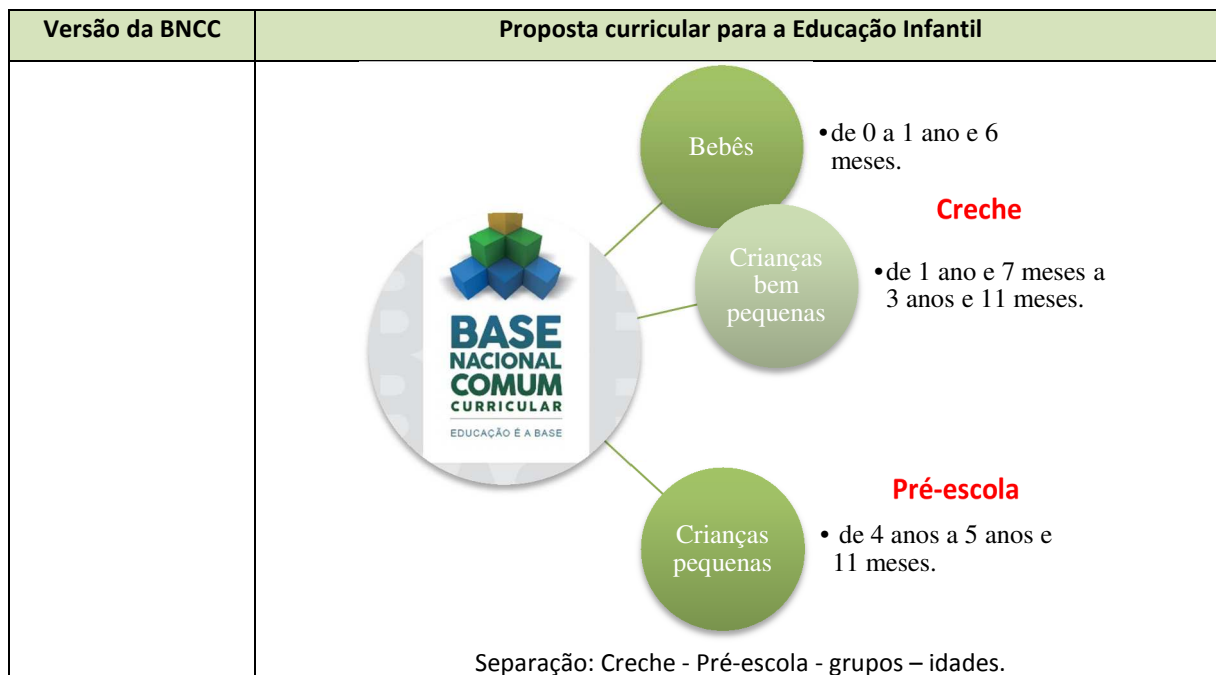 Versão da BNCC
Proposta curricular para a Educação Infantil
Bebês
•de 0 a 1 ano e 6
meses.
Creche
Crianças
bem
pequenas
•de 1 ano e 7 meses a
3 anos e 11 meses.
BASE
NACIONAL
COMUM
CURRICULAR
EDUCAÇÃO É A BASE
Pré-escola
Crianças
pequenas
• de 4 anos a 5 anos e
11 meses.
Separação: Creche - Pré-escola - grupos – idades.